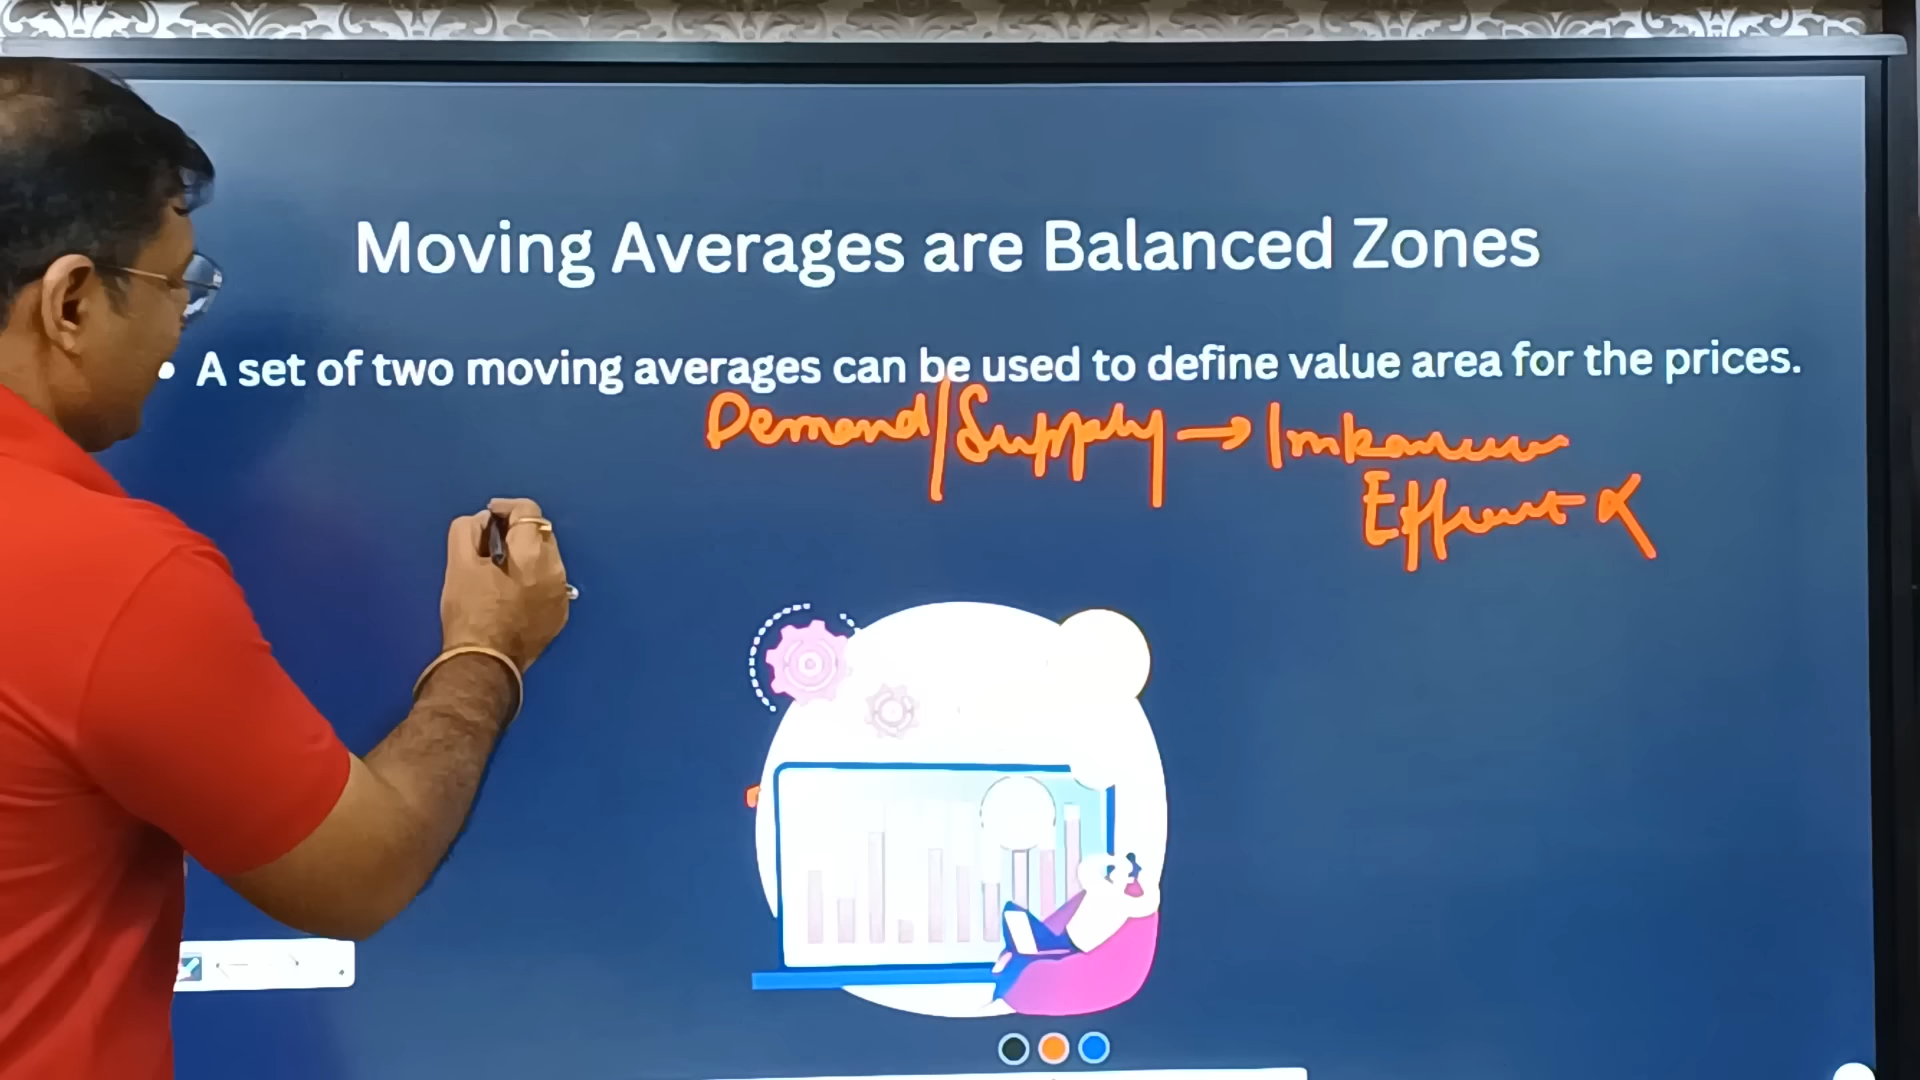 Moving Averages are Balanced Zones
• A set of two moving averages can be used to define value area for the prices.
Demand/Supply →